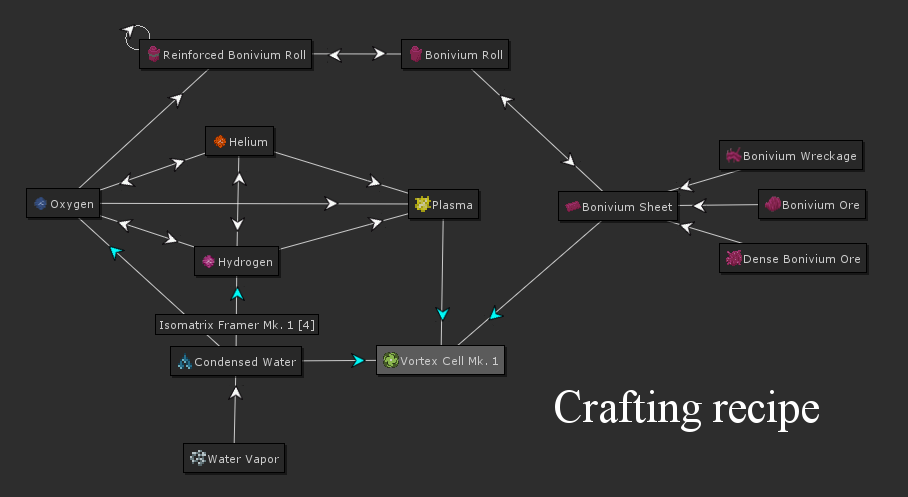 Reinforced Bonivium Roll
Bonivium Roll
Helium
Bonivium Wreckage
Oxygen
Plasma
Bonivium Sheet
Bonivium Ore
Hydrogen
Dense Bonivium Ore
Isomatrix Framer Mk. 1 [4]
Condensed Water
Vortex Cell Mk. 1
Crafting recipe
Water Vapor